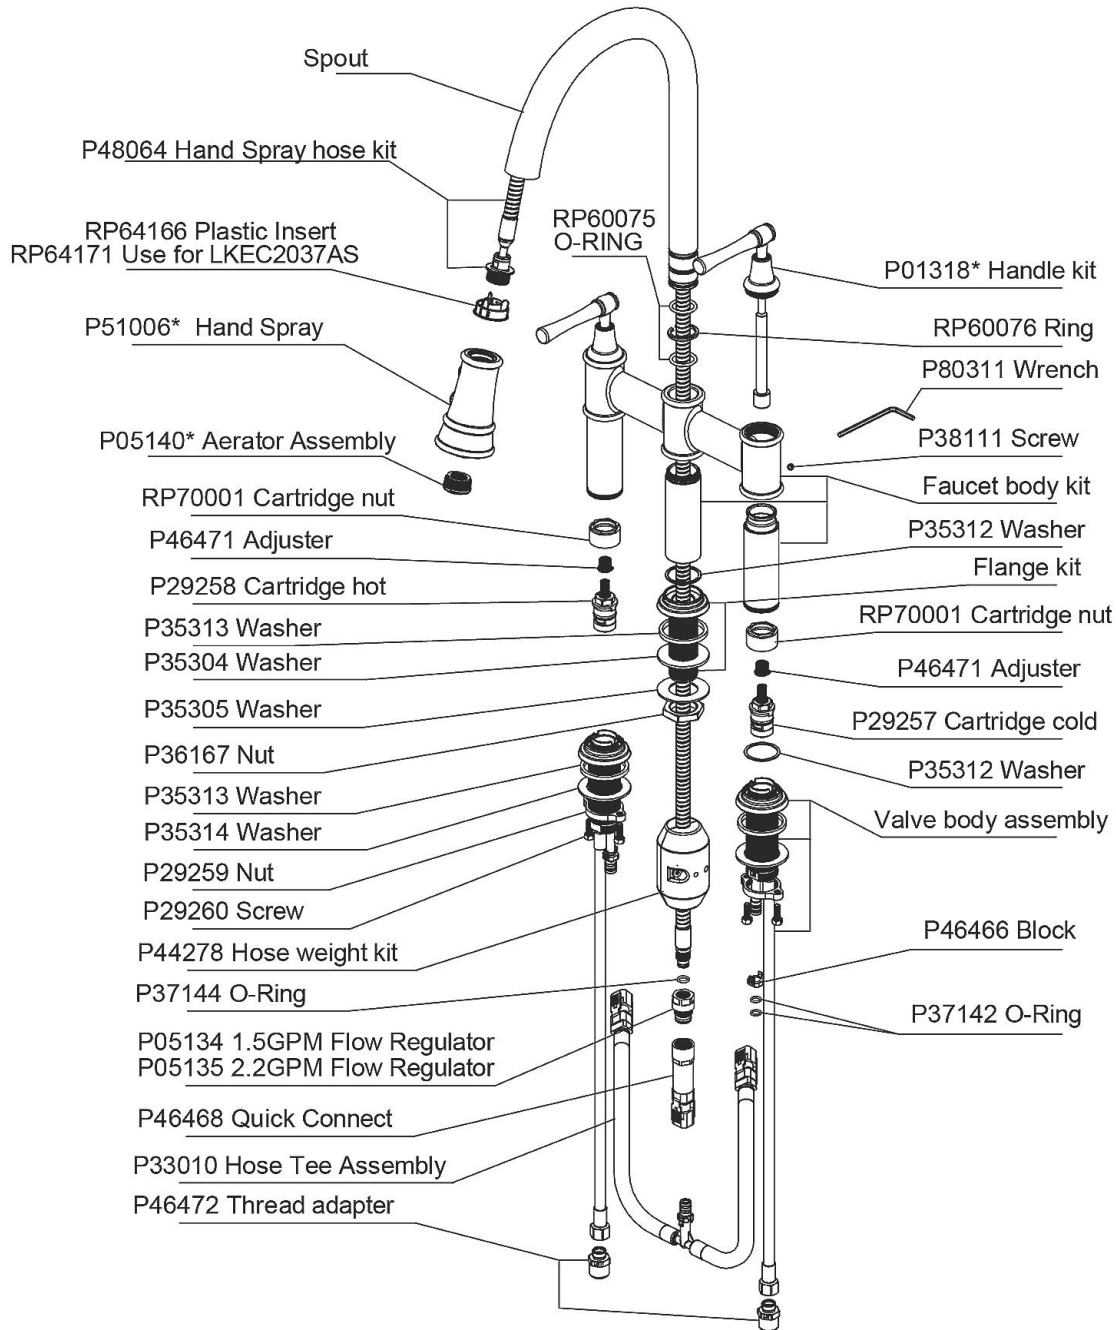 Spout
P48064 Hand Spray hose kit
RP64166 Plastic Insert
RP64171 Use for LKEC2037AS
P51006* Hand Spray
P05140* Aerator Assembly
RP70001 Cartridge nut
P46471 Adjuster
P29258 Cartridge hot
P35313 Washer
P35304 Washer
P35305 Washer
P36167 Nut
P35313 Washer
P35314 Washer
P29259 Nut
P29260 Screw
P44278 Hose weight kit
P37144 O-Ring
P05134 1.5GPM Flow Regulator
P05135 2.2GPM Flow Regulator
P46468 Quick Connect
P33010 Hose Tee Assembly
P46472 Thread adapter
RP60075
O-RING
P01318* Handle kit
RP60076 Ring
P80311 Wrench
P38111 Screw
Faucet body kit
P35312 Washer
Flange kit
RP70001 Cartridge nut
P46471 Adjuster
P29257 Cartridge cold
P35312 Washer
Valve body assembly
P46466 Block
P37142 O-Ring